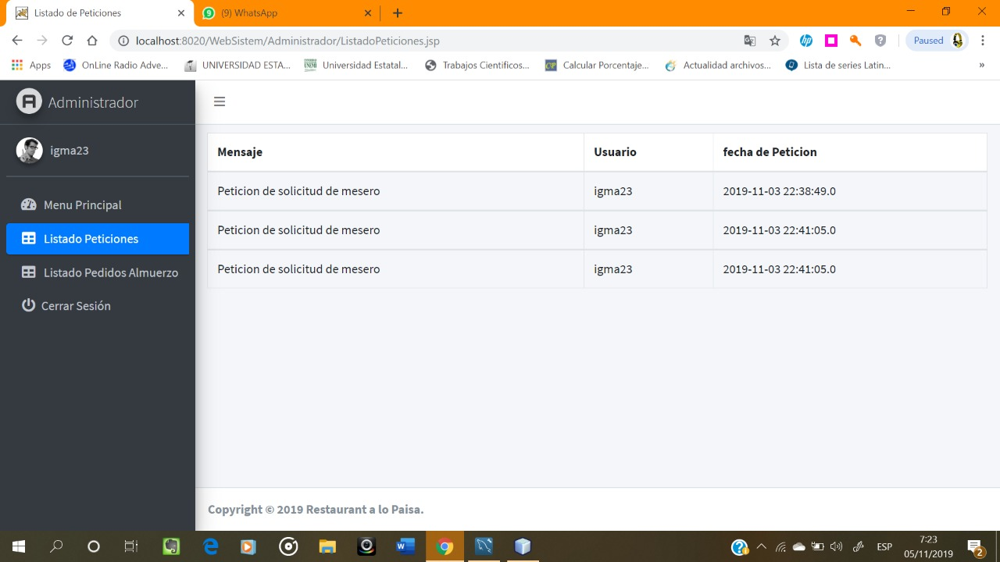 Listado de Peticiones
9 (9) WhatsApp
localhost:8020/WebSistem/Administrador/ListadoPeticiones.jsp
Paused
Apps OnLine Radio Adve... UNIVERSIDAD ESTA... Universidad Estatal... Trabajos Cientificos... Calcular Porcentaje... Actualidad archivos... Lista de series Latin... »
Administrador
igma23
Menu Principal
Listado Peticiones
Listado Pedidos Almuerzo
Cerrar Sesión
Mensaje Usuario fecha de Peticion
Peticion de solicitud de mesero igma23 2019-11-03 22:38:49.0
Peticion de solicitud de mesero igma23 2019-11-03 22:41:05.0
Peticion de solicitud de mesero igma23 2019-11-03 22:41:05.0
Copyright © 2019 Restaurant a lo Paisa.
ESP
7:23
05/11/2019
2